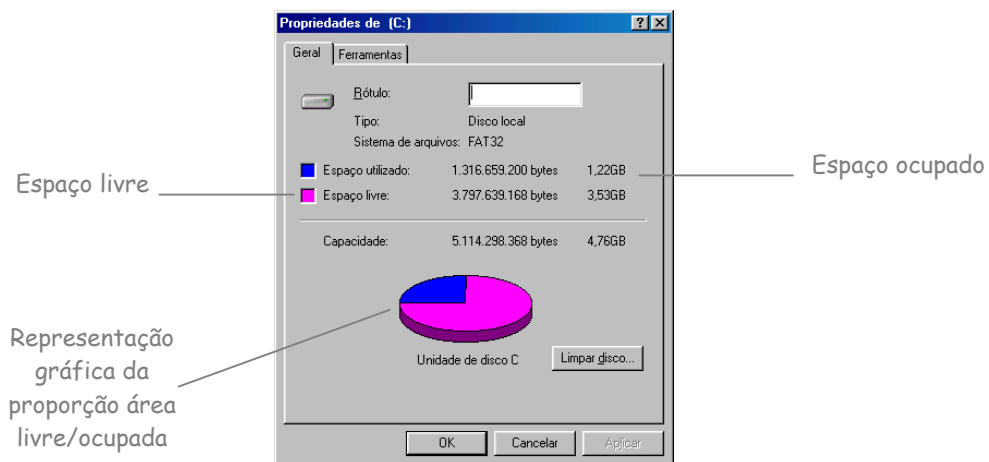 Propriedades de (C:)
Geral
Ferramentas
Rótulo:
Tipo: Disco local
Sistema de arquivos: FAT32
Espaço utilizado: 1.316.659.200 bytes 1,22GB
Espaço livre: 3.797.639.168 bytes 3,53GB
Capacidade: 5.114.298.368 bytes 4,76GB
Unidade de disco C
Limpar disco...
OK
Cancelar
Aplicar
Espaço livre
Espaço ocupado
Representação
gráfica da
proporção área
livre/ocupada